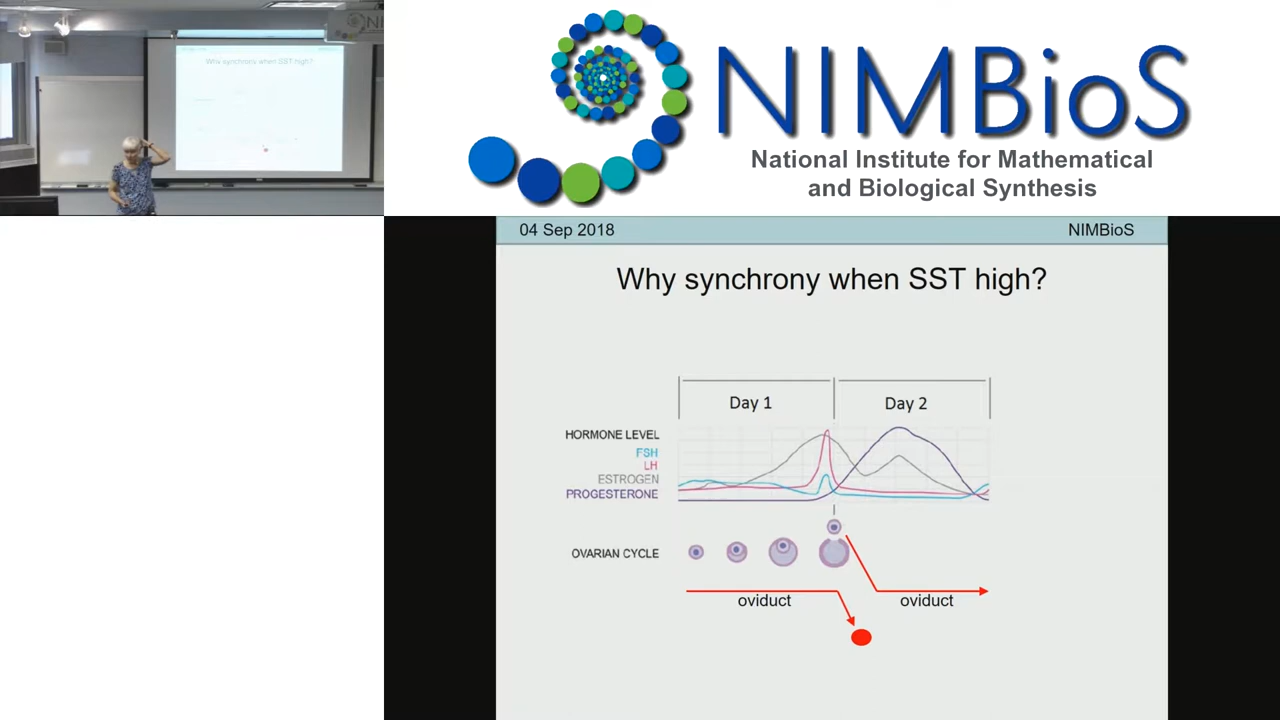 Why synchrony when SST high?
NIMBioS
National Institute for Mathematical
and Biological Synthesis
04 Sep 2018
NIMBioS
Why synchrony when SST high?
Day 1
Day 2
HORMONE LEVEL
FSH
LH
ESTROGEN
PROGESTERONE
OVARIAN CYCLE
oviduct
oviduct